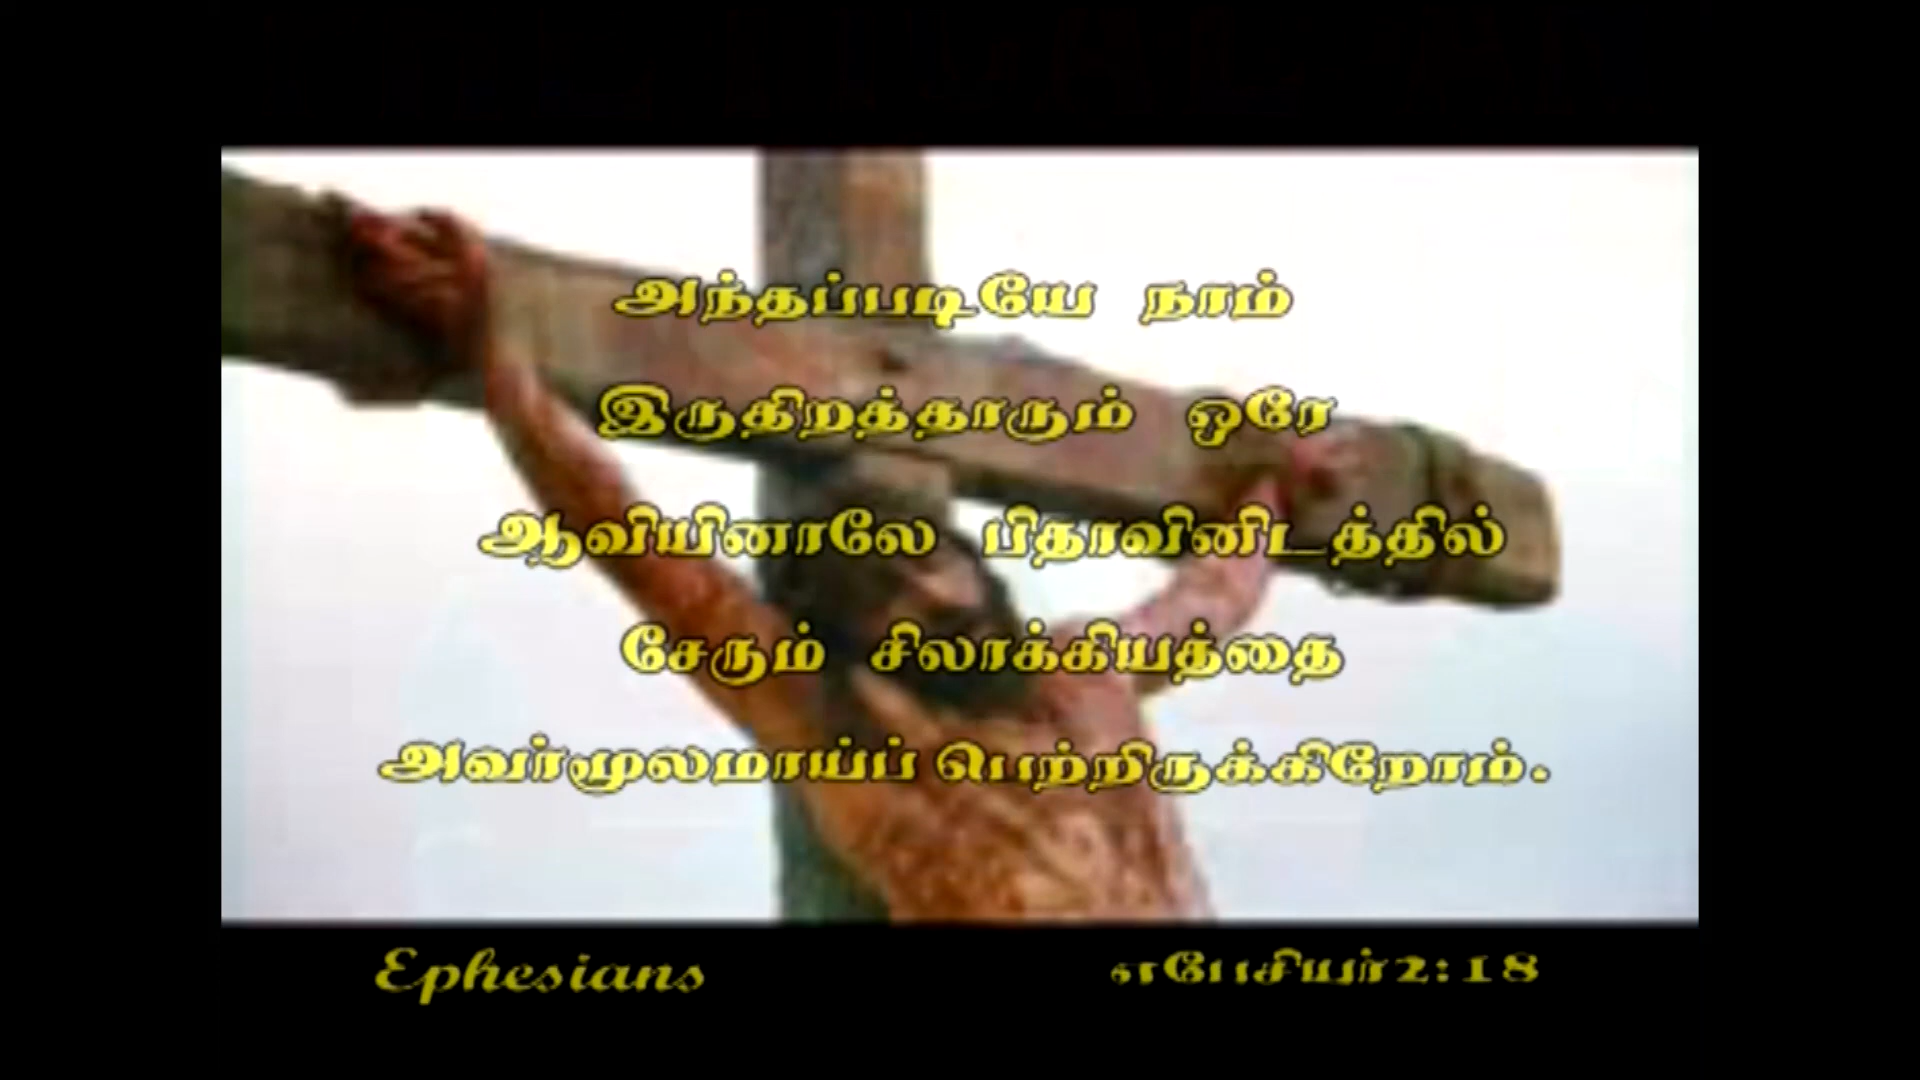 அந்தப்படியே நாம்
இருதிறத்தாரும் ஒரே
ஆவியினாலே பிதாவினிடத்தில்
சேரும் சிலாக்கியத்தை
அவர்மூலமாய்ப் பெற்றிருக்கிறோம்.
Ephesians எபேசியர்2:18